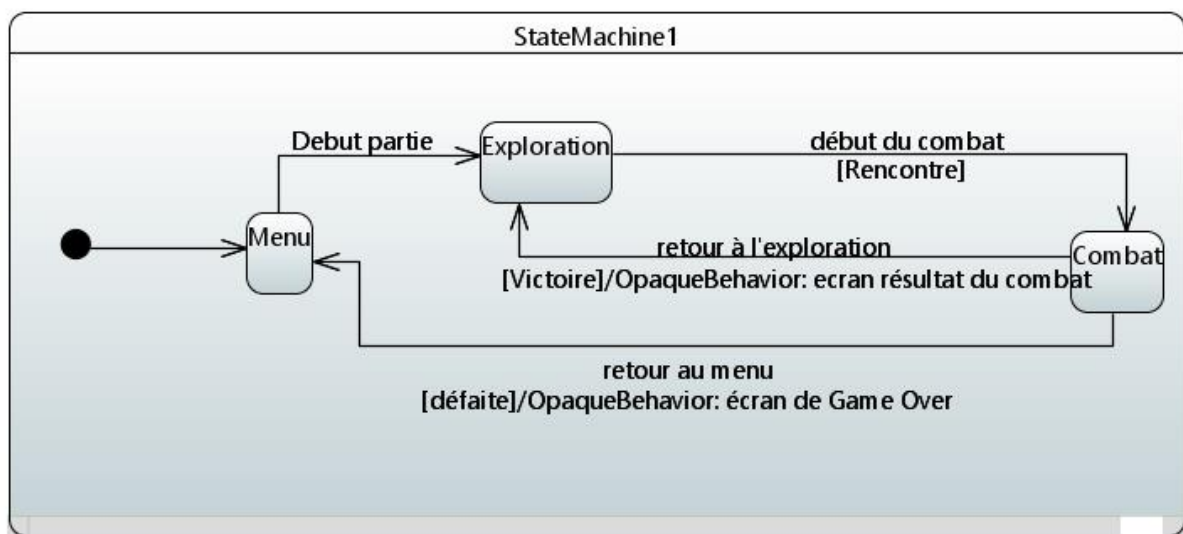 StateMachine1
Debut partie
Exploration
début du combat
[Rencontre]
Menu
retour à l'exploration
[Victoire]/OpaqueBehavior: ecran résultat du combat
Combat
retour au menu
[défaite]/OpaqueBehavior: écran de Game Over